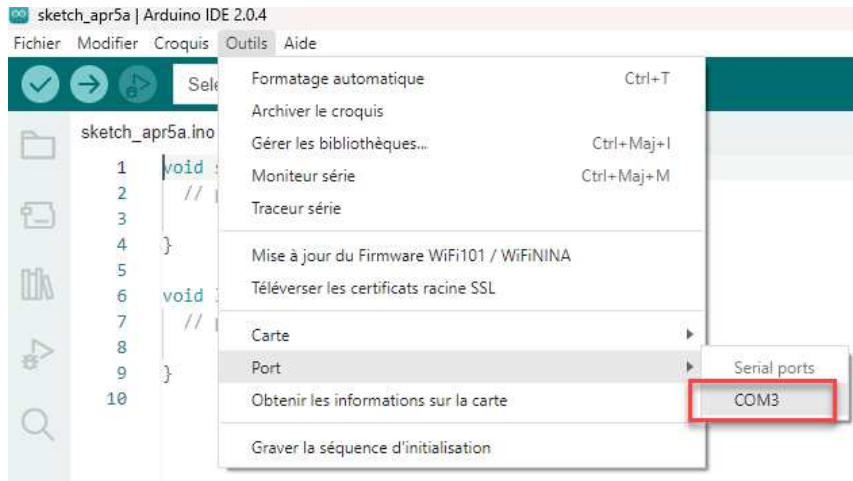 sketch_apr5a | Arduino IDE 2.0.4
Fichier Modifier Croquis Outils Aide
Sele
Formatage automatique Ctrl+T
Archiver le croquis
Gérer les bibliothèques... Ctrl+Maj+I
Moniteur série Ctrl+Maj+M
Traceur série
Mise à jour du Firmware WiFi101 / WiFiNINA
Téléverser les certificats racine SSL
Carte
Port
Obtenir les informations sur la carte
Graver la séquence d'initialisation
Serial ports
COM3
sketch_apr5a.ino
1 void
2 //
3
4 }
5
6 void
7 //
8
9 }
10